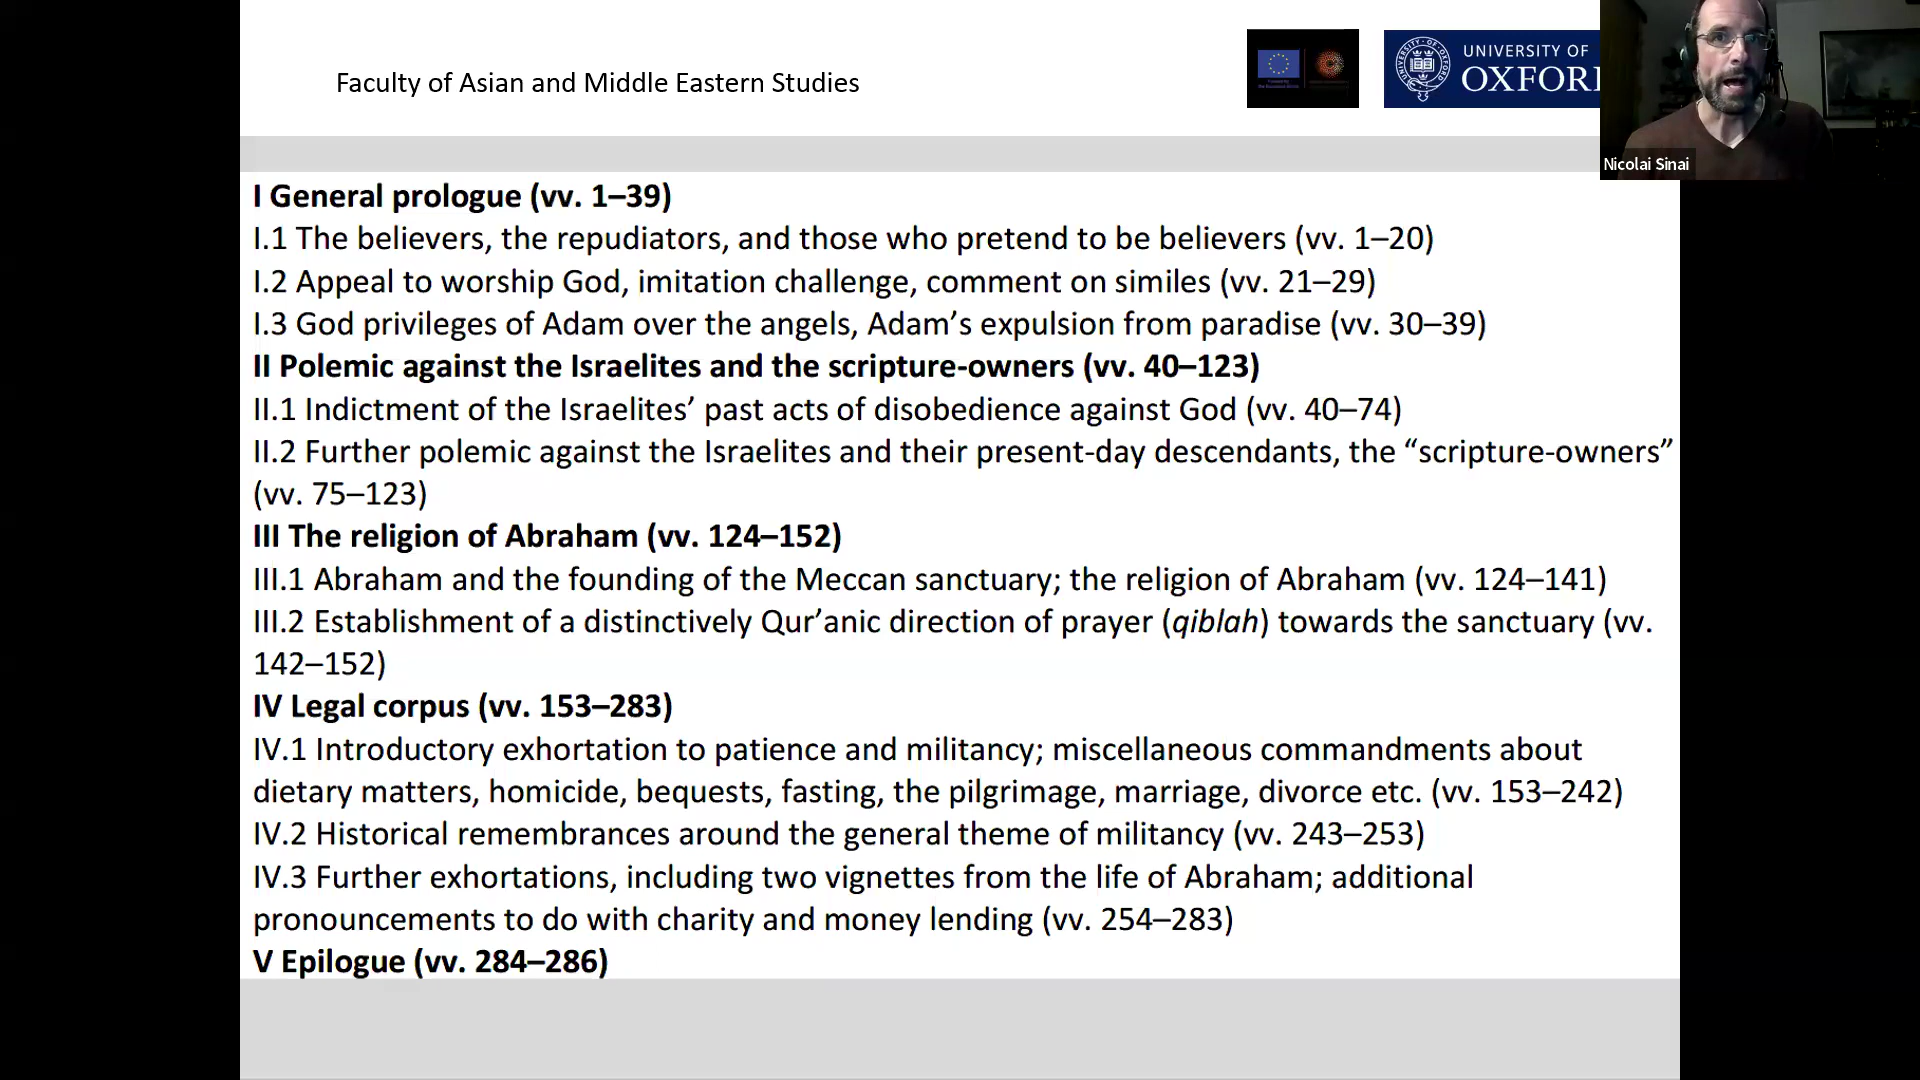 Faculty of Asian and Middle Eastern Studies
UNIVERSITY OF
Nicolai Sinai
I General prologue (vv. 1–39)
I.1 The believers, the repudiators, and those who pretend to be believers (vv. 1–20)
I.2 Appeal to worship God, imitation challenge, comment on similes (vv. 21–29)
I.3 God privileges of Adam over the angels, Adam’s expulsion from paradise (vv. 30–39)
II Polemic against the Israelites and the scripture-owners (vv. 40–123)
II.1 Indictment of the Israelites’ past acts of disobedience against God (vv. 40–74)
II.2 Further polemic against the Israelites and their present-day descendants, the “scripture-owners”
(vv. 75–123)
III The religion of Abraham (vv. 124–152)
III.1 Abraham and the founding of the Meccan sanctuary; the religion of Abraham (vv. 124–141)
III.2 Establishment of a distinctively Qur’anic direction of prayer (qiblah) towards the sanctuary (vv.
142–152)
IV Legal corpus (vv. 153–283)
IV.1 Introductory exhortation to patience and militancy; miscellaneous commandments about
dietary matters, homicide, bequests, fasting, the pilgrimage, marriage, divorce etc. (vv. 153–242)
IV.2 Historical remembrances around the general theme of militancy (vv. 243–253)
IV.3 Further exhortations, including two vignettes from the life of Abraham; additional
pronouncements to do with charity and money lending (vv. 254–283)
V Epilogue (vv. 284–286)